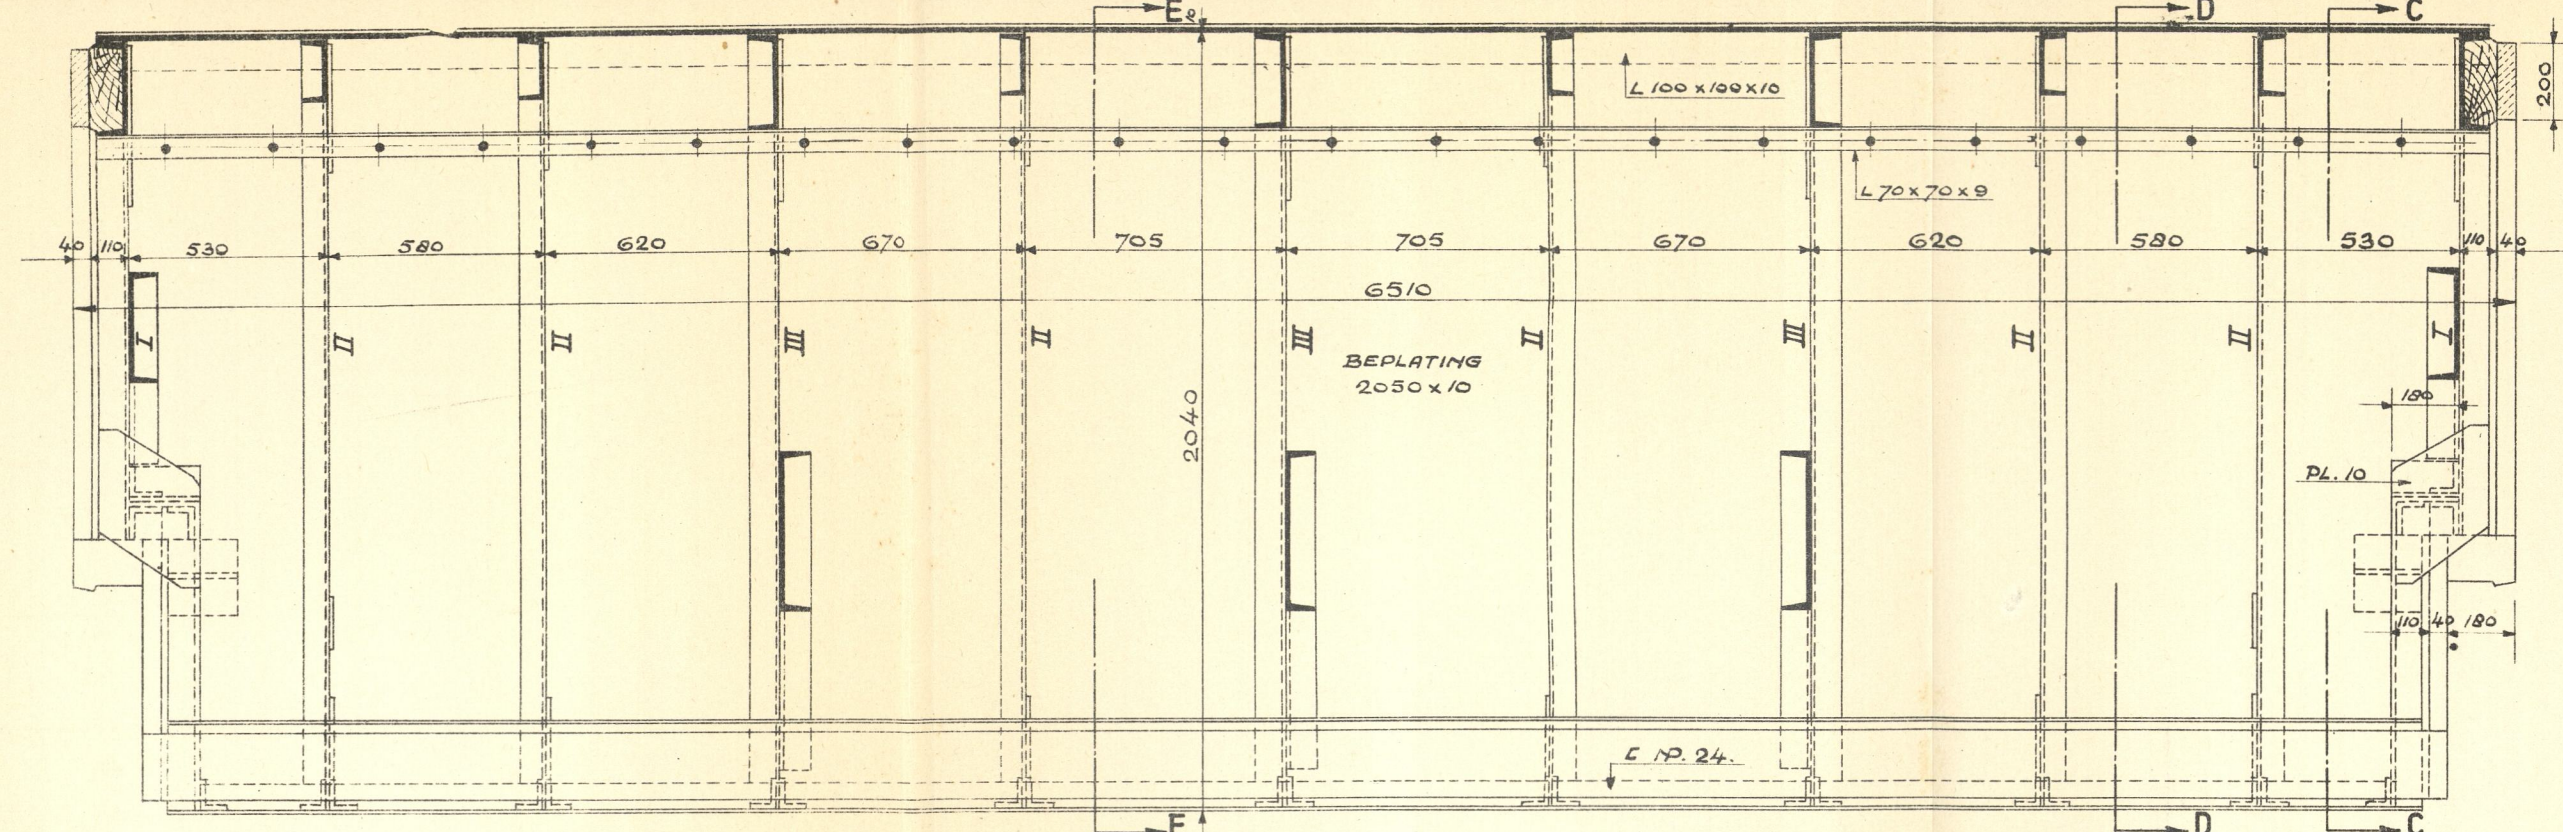 E
D
C
L 100 x 100 x 10
200
L 70 x 70 x 9
40 110 530 580 620 670 705 705 670 620 580 530 110 40
6510
I II II III II III II III II II I
BEPLATING
2050 x 10
2040
180
PL. 10
110 40 180
C NP. 24.
F
D
C